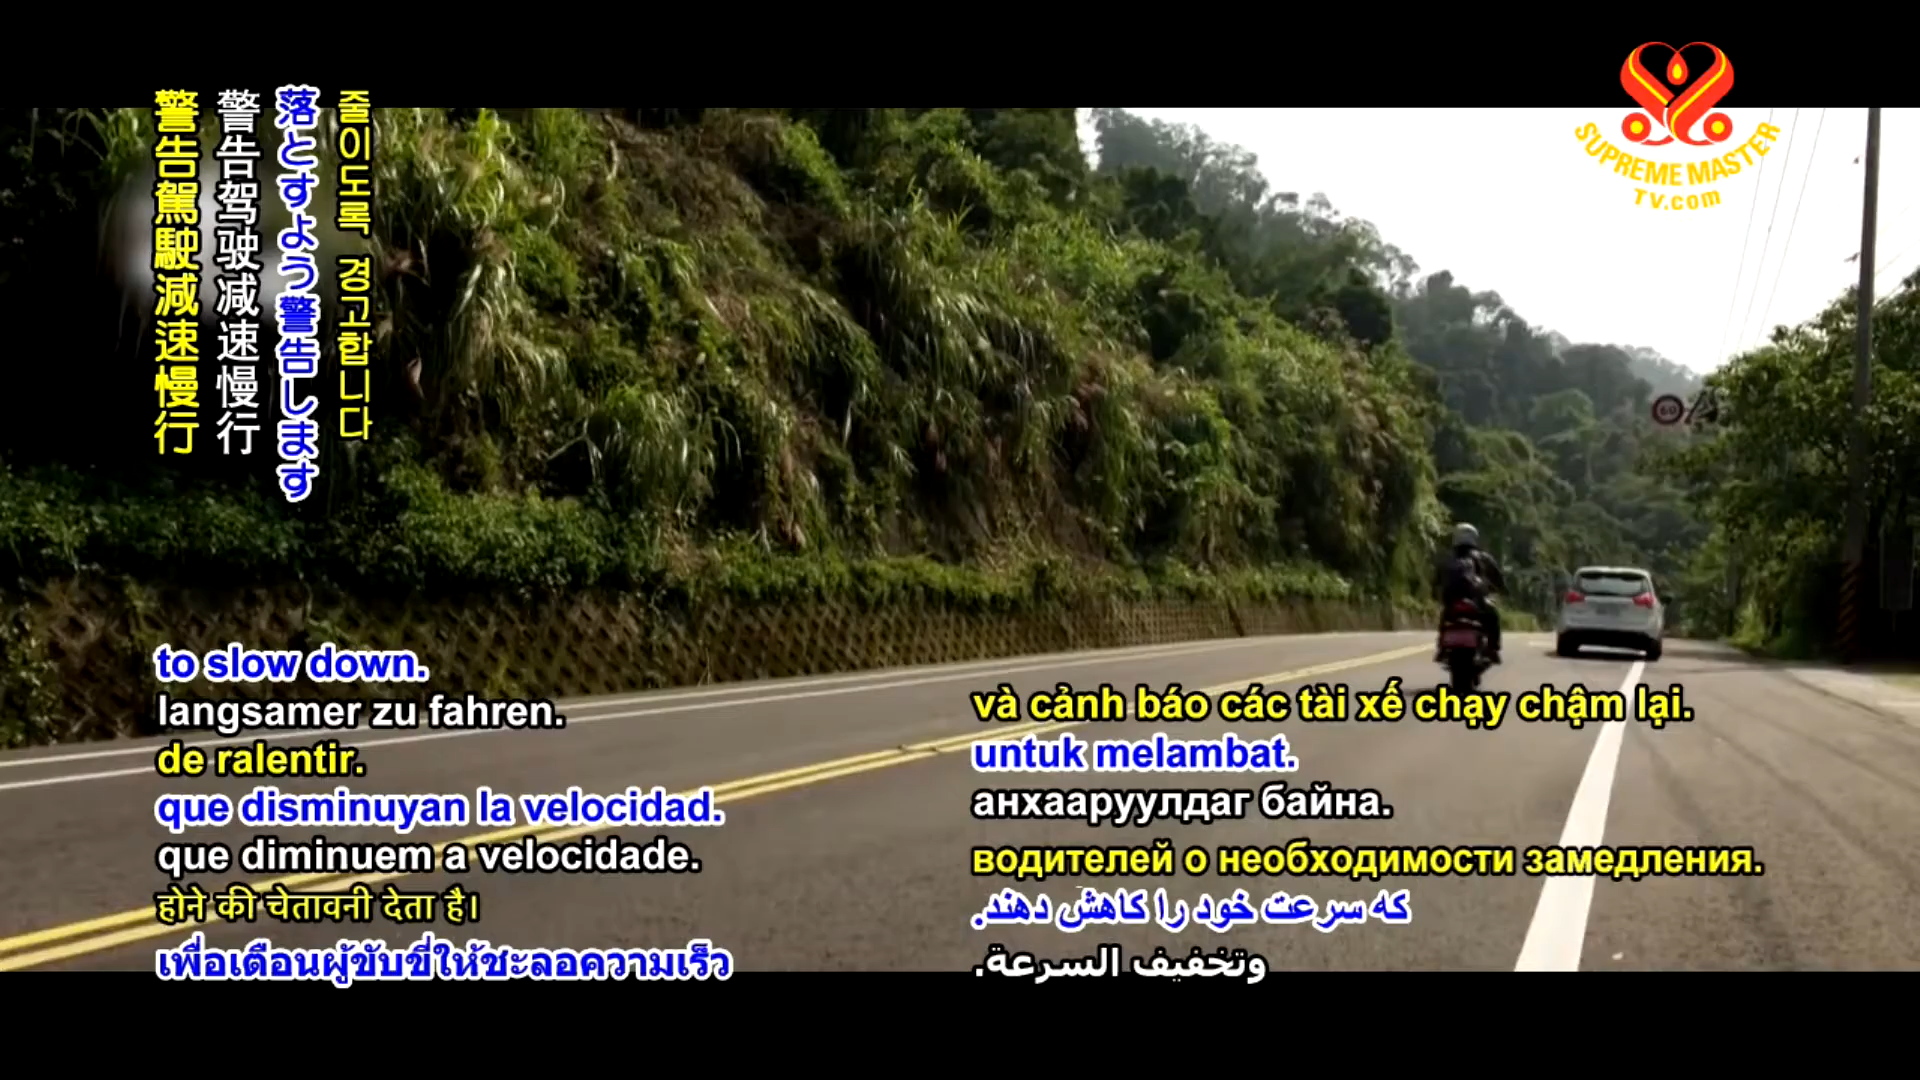 警告駕駛減速慢行
警告驾驶减速慢行
落とすよう警告します
줄이도록 경고합니다
SUPREME MASTER
TV.com
60
to slow down.
langsamer zu fahren.
de ralentir.
que disminuyan la velocidad.
que diminuem a velocidade.
होने की चेतावनी देता है।
เพื่อเตือนผู้ขับขี่ให้ชะลอความเร็ว
và cảnh báo các tài xế chạy chậm lại.
untuk melambat.
анхааруулдаг байна.
водителей о необходимости замедления.
که سرعت خود را کاهش دهند.
وتخفيف السرعة.